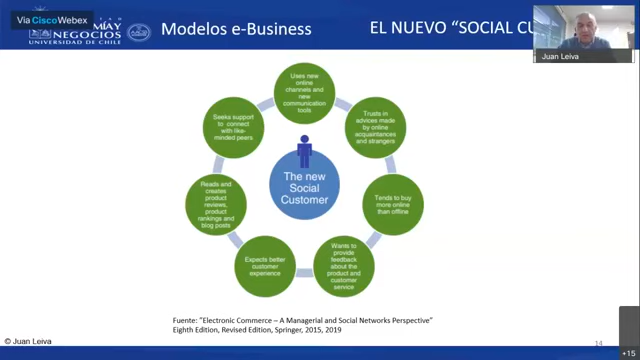 Via CiscoWebex
NEGOCIOS
UNIVERSIDAD DE CHILE
Modelos e-Business
EL NUEVO “SOCIAL
Juan Leiva
Uses new
online
channels and
new
communication
tools
Trusts in
advices made
by online
acquaintences
and strangers
Tends to buy
more online
than offline
Wants to
provide
feedback
about the
product and
customer
service
Expects better
customer
experience
Reads and
creates
product
reviews,
product
rankings and
blog posts
Seeks support
to connect
with like-
minded peers
The new
Social
Customer
Fuente: "Electronic Commerce – A Managerial and Social Networks Perspective"
Eighth Edition, Revised Edition, Springer, 2015, 2019
© Juan Leiva
14
+15